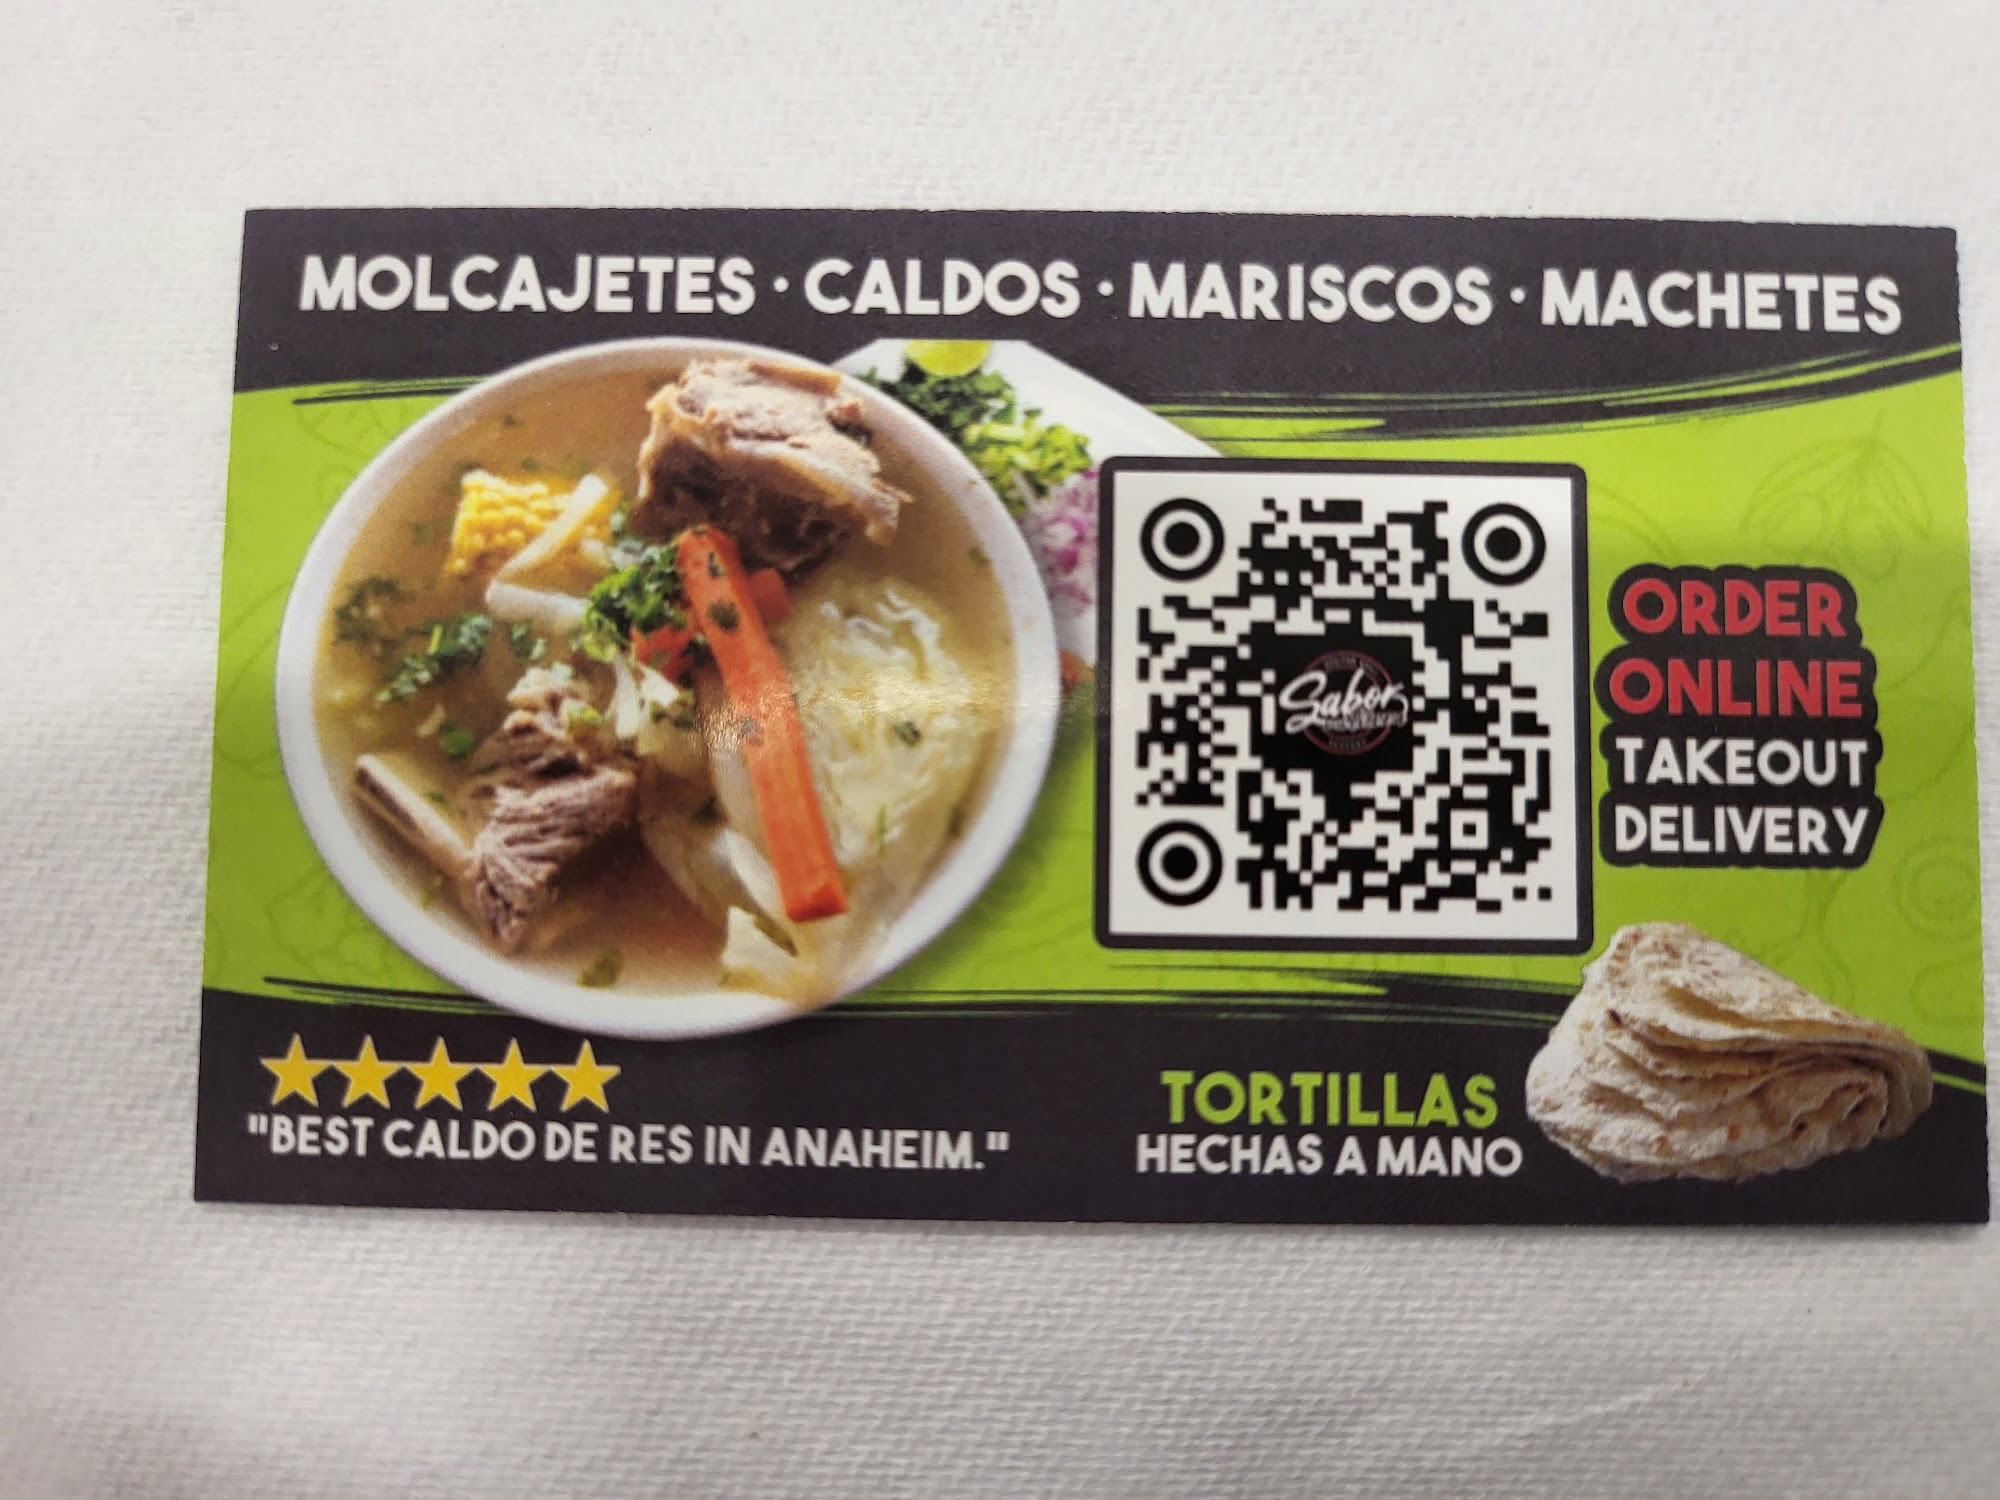 MOLCAJETES · CALDOS · MARISCOS · MACHETES
Sabor
ORDER
ONLINE
TAKEOUT
DELIVERY
"BEST CALDO DE RES IN ANAHEIM."
TORTILLAS
HECHAS A MANO